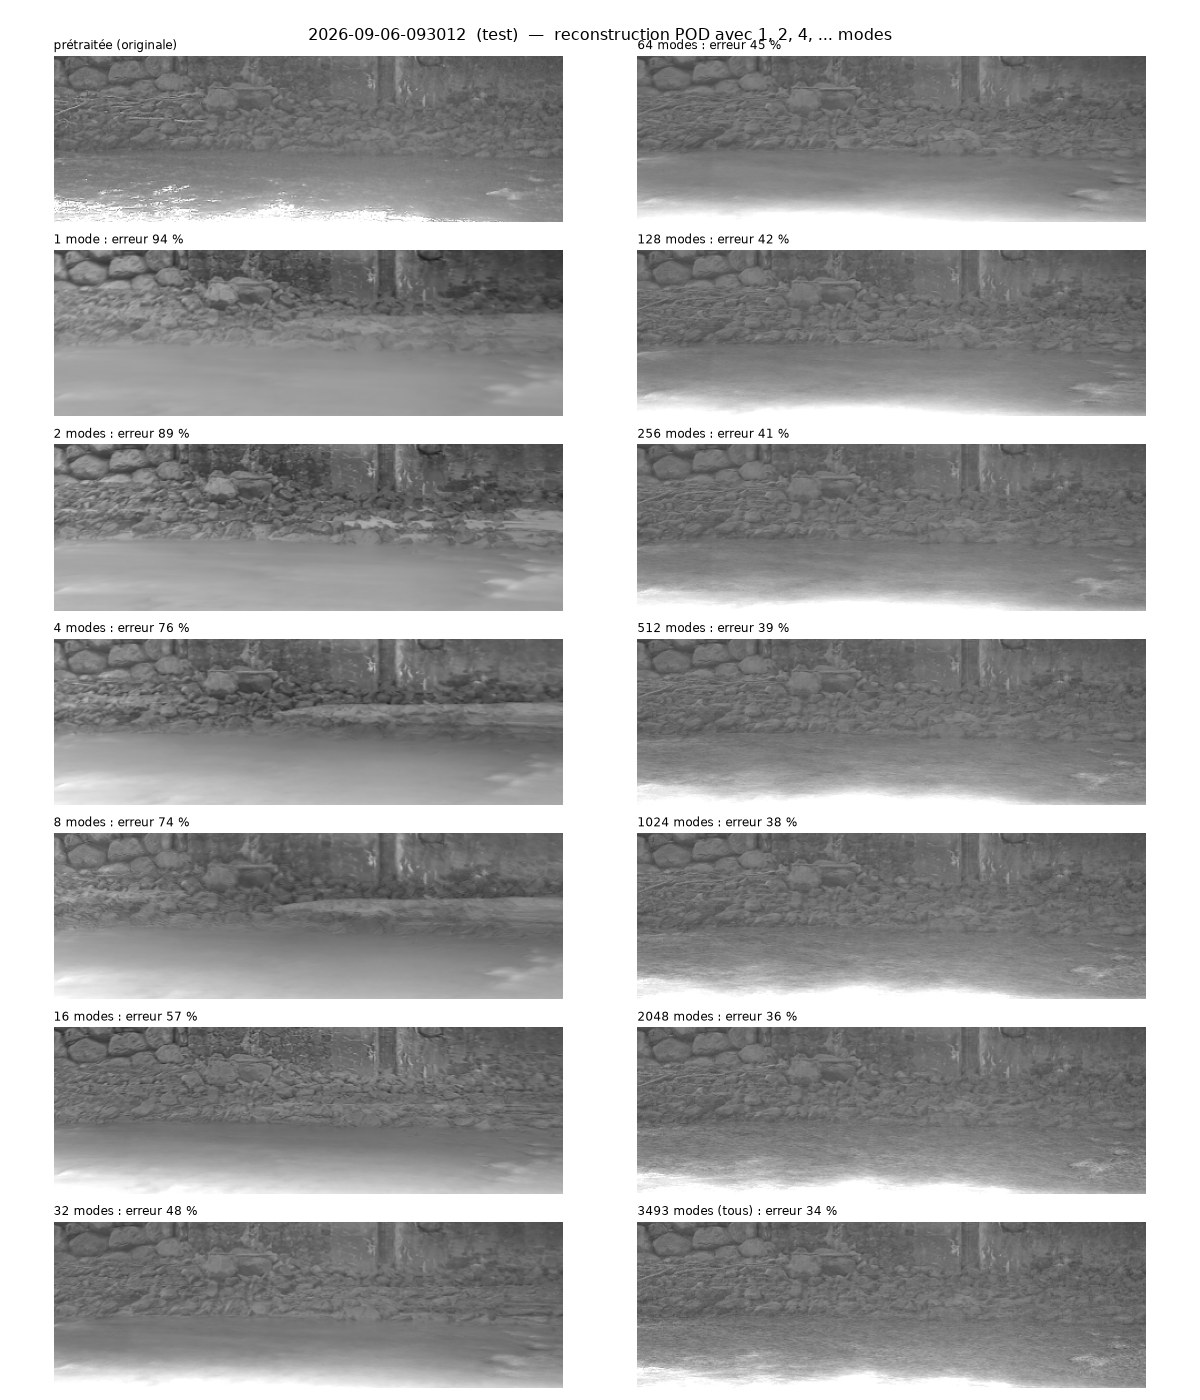 2026-09-06-093012  (test)  —  reconstruction POD avec 1, 2, 4, ... modes
prétraitée (originale)
1 mode : erreur 94 %
2 modes : erreur 89 %
4 modes : erreur 76 %
8 modes : erreur 74 %
16 modes : erreur 57 %
32 modes : erreur 48 %
64 modes : erreur 45 %
128 modes : erreur 42 %
256 modes : erreur 41 %
512 modes : erreur 39 %
1024 modes : erreur 38 %
2048 modes : erreur 36 %
3493 modes (tous) : erreur 34 %